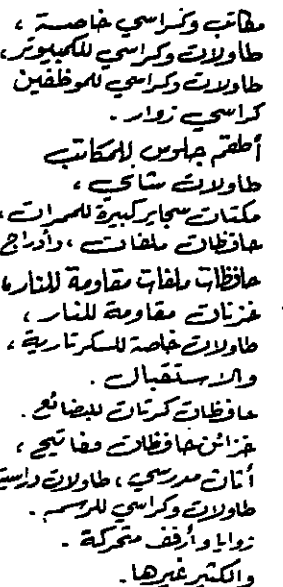 مكاتب وكراسي خاصة ،
طاولات وكراسي للكمبيوتر،
طاولات وكراسي للموظفين
كراسي زوار .
أطقم جلوس للمكاتب
طاولات شاي ،
مكتات سجاير كبيرة للممرات ،
حافظات ملفات ، وأدراج
حافظات ملفات مقاومة للنار،
خزنات مقاومة للنار ،
طاولات خاصة للسكرتارية ،
والاستقبال .
حافظات كرتات للبضائع .
خزائن حافظات مفاتيح ،
أثاث مدرسي ، طاولات دراسية
طاولات وكراسي للرسم .
زوايا وأرفف متحركة .
والكثير غيرها .